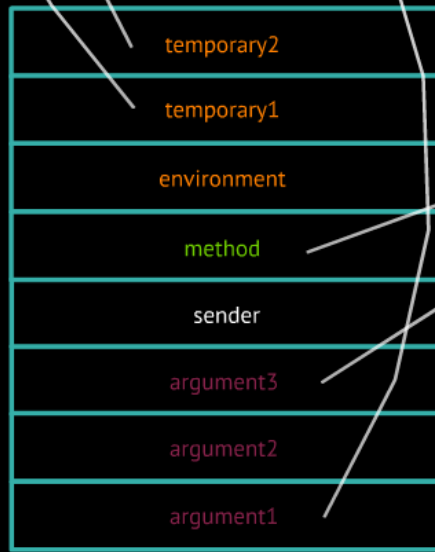 temporary2
temporary1
environment
method
sender
argument3
argument2
argument1